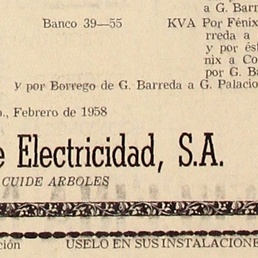 a G. Barre
Banco 39—55 KVA Por Fénix
rreda a
y por és
nix a Co
por G. Ba
y por Borrego de G. Barreda a G. Palacio
o., Febrero de 1958
e Electricidad, S.A.
CUIDE ARBOLES
ción USELO EN SUS INSTALACIONE